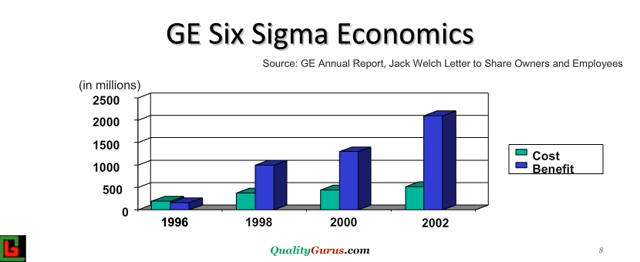 GE Six Sigma Economics
Source: GE Annual Report, Jack Welch Letter to Share Owners and Employees
(in millions)
2500
2000
1500
1000
500
0
1996 1998 2000 2002
Cost
Benefit
QualityGurus.com
8